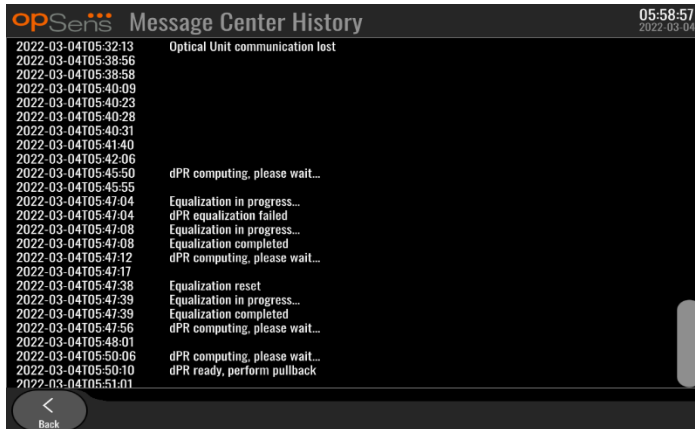 opSens Message Center History 05:58:57
2022-03-04
2022-03-04T05:32:13 Optical Unit communication lost
2022-03-04T05:38:56
2022-03-04T05:38:58
2022-03-04T05:40:09
2022-03-04T05:40:23
2022-03-04T05:40:28
2022-03-04T05:40:31
2022-03-04T05:41:40
2022-03-04T05:42:06
2022-03-04T05:45:50 dPR computing, please wait...
2022-03-04T05:45:55
2022-03-04T05:47:04 Equalization in progress...
2022-03-04T05:47:04 dPR equalization failed
2022-03-04T05:47:08 Equalization in progress...
2022-03-04T05:47:08 Equalization completed
2022-03-04T05:47:12 dPR computing, please wait...
2022-03-04T05:47:17
2022-03-04T05:47:38 Equalization reset
2022-03-04T05:47:39 Equalization in progress...
2022-03-04T05:47:39 Equalization completed
2022-03-04T05:47:56 dPR computing, please wait...
2022-03-04T05:48:01
2022-03-04T05:50:06 dPR computing, please wait...
2022-03-04T05:50:10 dPR ready, perform pullback
2022-03-04T05:51:01
Back